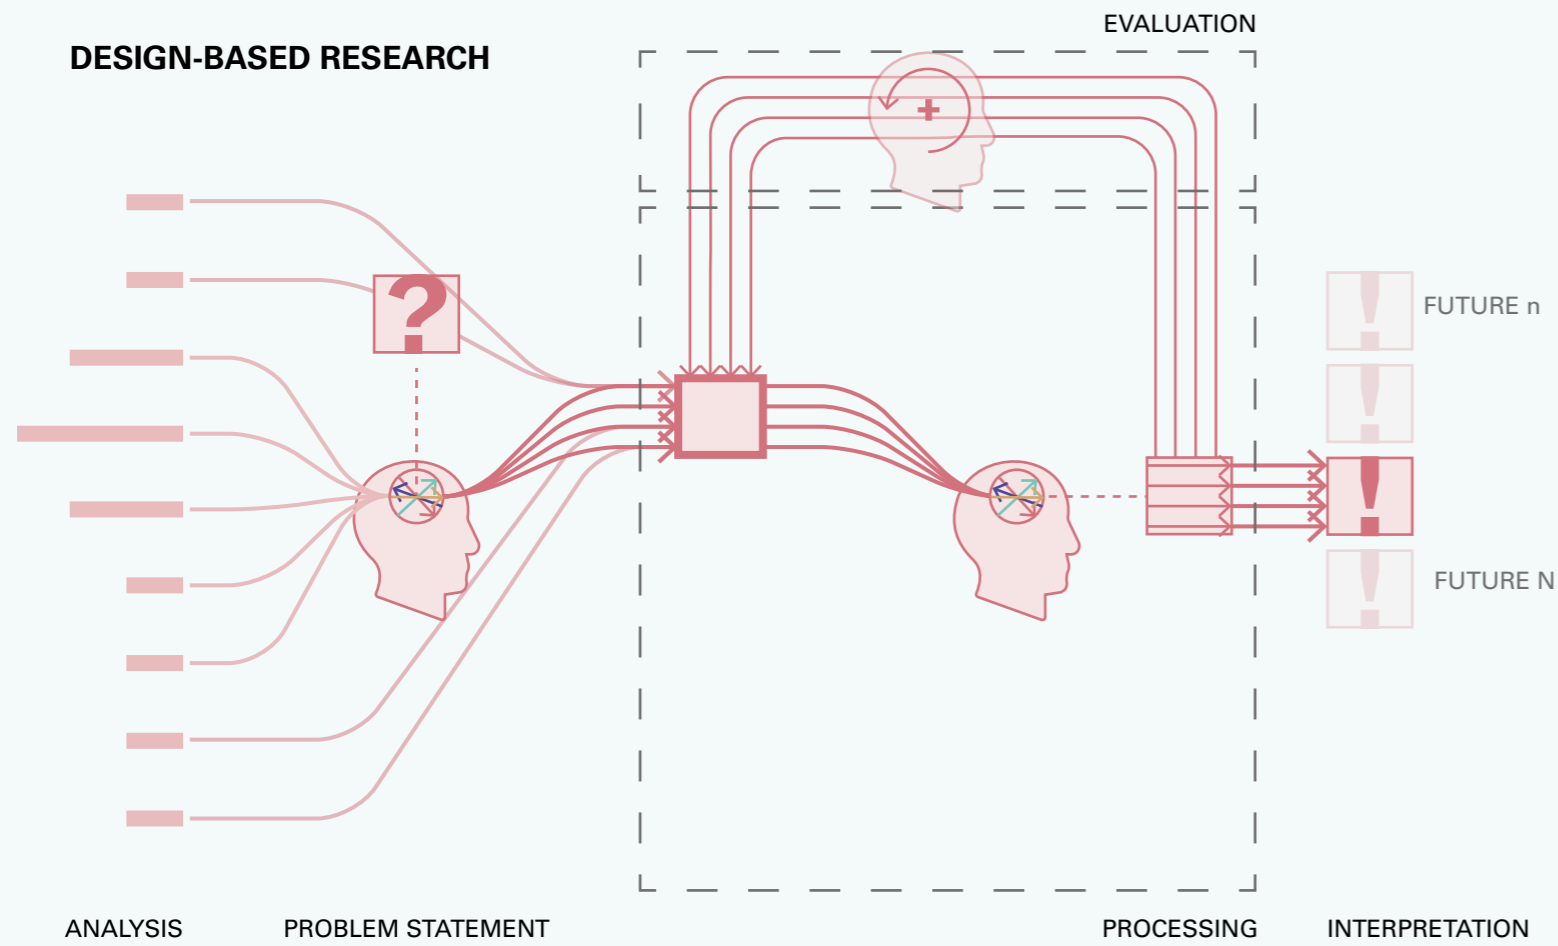 EVALUATION
DESIGN-BASED RESEARCH
?
+
!
FUTURE n
!
!
!
FUTURE N
ANALYSIS
PROBLEM STATEMENT
PROCESSING
INTERPRETATION